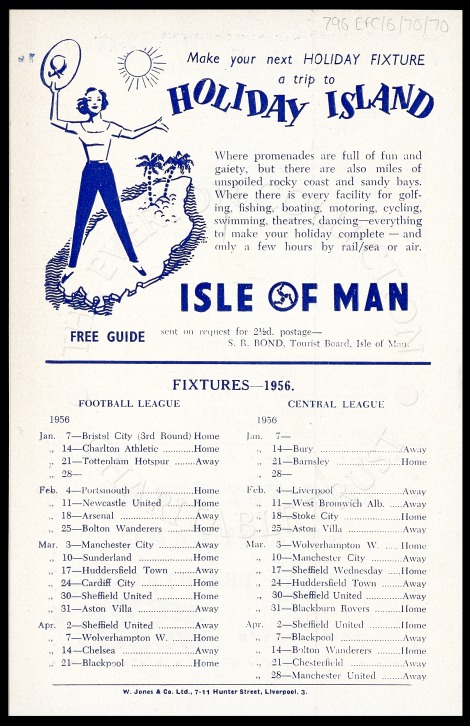 796 EFC/6/70/70
Make your next HOLIDAY FIXTURE
a trip to
HOLIDAY ISLAND
Where promenades are full of fun and
gaiety, but there are also miles of
unspoiled rocky coast and sandy bays.
Where there is every facility for golf-
ing, fishing, boating, motoring, cycling,
swimming, theatres, dancing—everything
to make your holiday complete — and
only a few hours by rail/sea or air.
ISLE OF MAN
FREE GUIDE sent on request for 2½d. postage—
S. R. BOND, Tourist Board, Isle of Man.
FIXTURES—1956.
FOOTBALL LEAGUE
1956
Jan. 7—Bristol City (3rd Round) Home
„ 14—Charlton Athletic ...........Home
„ 21—Tottenham Hotspur .......Away
„ 28—
Feb. 4—Portsmouth ...................Home
„ 11—Newcastle United ...........Home
„ 18—Arsenal .........................Away
„ 25—Bolton Wanderers ..........Home
Mar. 3—Manchester City .............Away
„ 10—Sunderland ...................Home
„ 17—Huddersfield Town .........Away
„ 24—Cardiff City ..................Home
„ 30—Sheffield United .............Home
„ 31—Aston Villa ...................Away
Apr. 2—Sheffield United .............Away
„ 7—Wolverhampton W. .......Home
„ 14—Chelsea .........................Away
„ 21—Blackpool ......................Home
CENTRAL LEAGUE
1956
Jan. 7—
„ 14—Bury .............................Away
„ 21—Barnsley .......................Home
„ 28—
Feb. 4—Liverpool .......................Away
„ 11—West Bromwich Alb. .....Away
„ 18—Stoke City ....................Home
„ 25—Aston Villa ....................Away
Mar. 3—Wolverhampton W. .....Home
„ 10—Manchester City .............Away
„ 17—Sheffield Wednesday .....Home
„ 24—Huddersfield Town .........Away
„ 30—Sheffield United .............Away
„ 31—Blackburn Rovers ..........Home
Apr. 2—Sheffield United ............Home
„ 7—Blackpool ......................Away
„ 14—Bolton Wanderers ..........Home
„ 21—Chesterfield ...................Away
„ 28—Manchester United .........Away
W. Jones & Co. Ltd., 7-11 Hunter Street, Liverpool, 3.